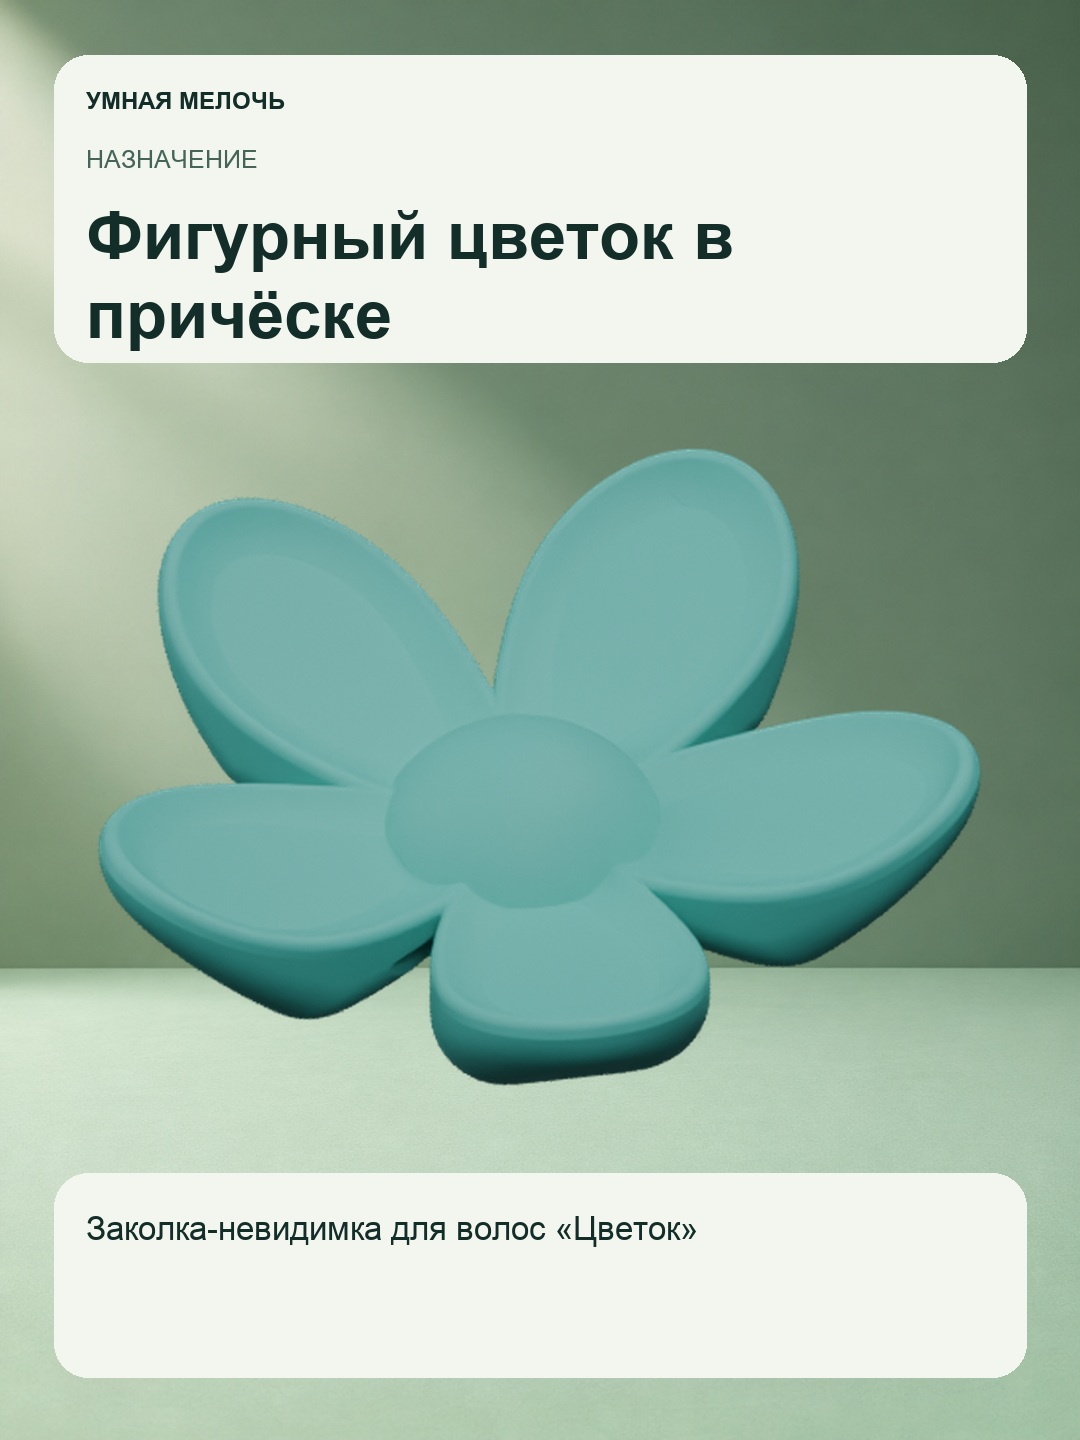 УМНАЯ МЕЛОЧЬ
НАЗНАЧЕНИЕ
Фигурный цветок в
причёске
Заколка-невидимка для волос «Цветок»